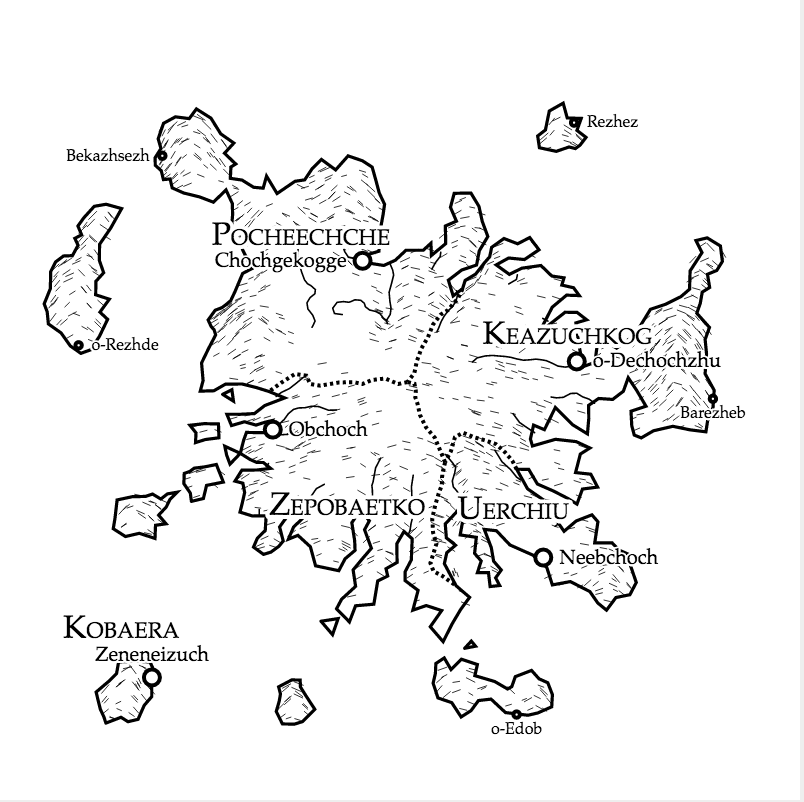 Rezhez
Bekazhsezh
POCHEECHCHE
Chochgekogge
KEAZUCHKOG
o-Rezhde
o-Dechochzhu
Barezheb
Obchoch
ZEPOBAETKO
UERCHIU
Neebchoch
KOBAERA
Zeneneizuch
o-Edob